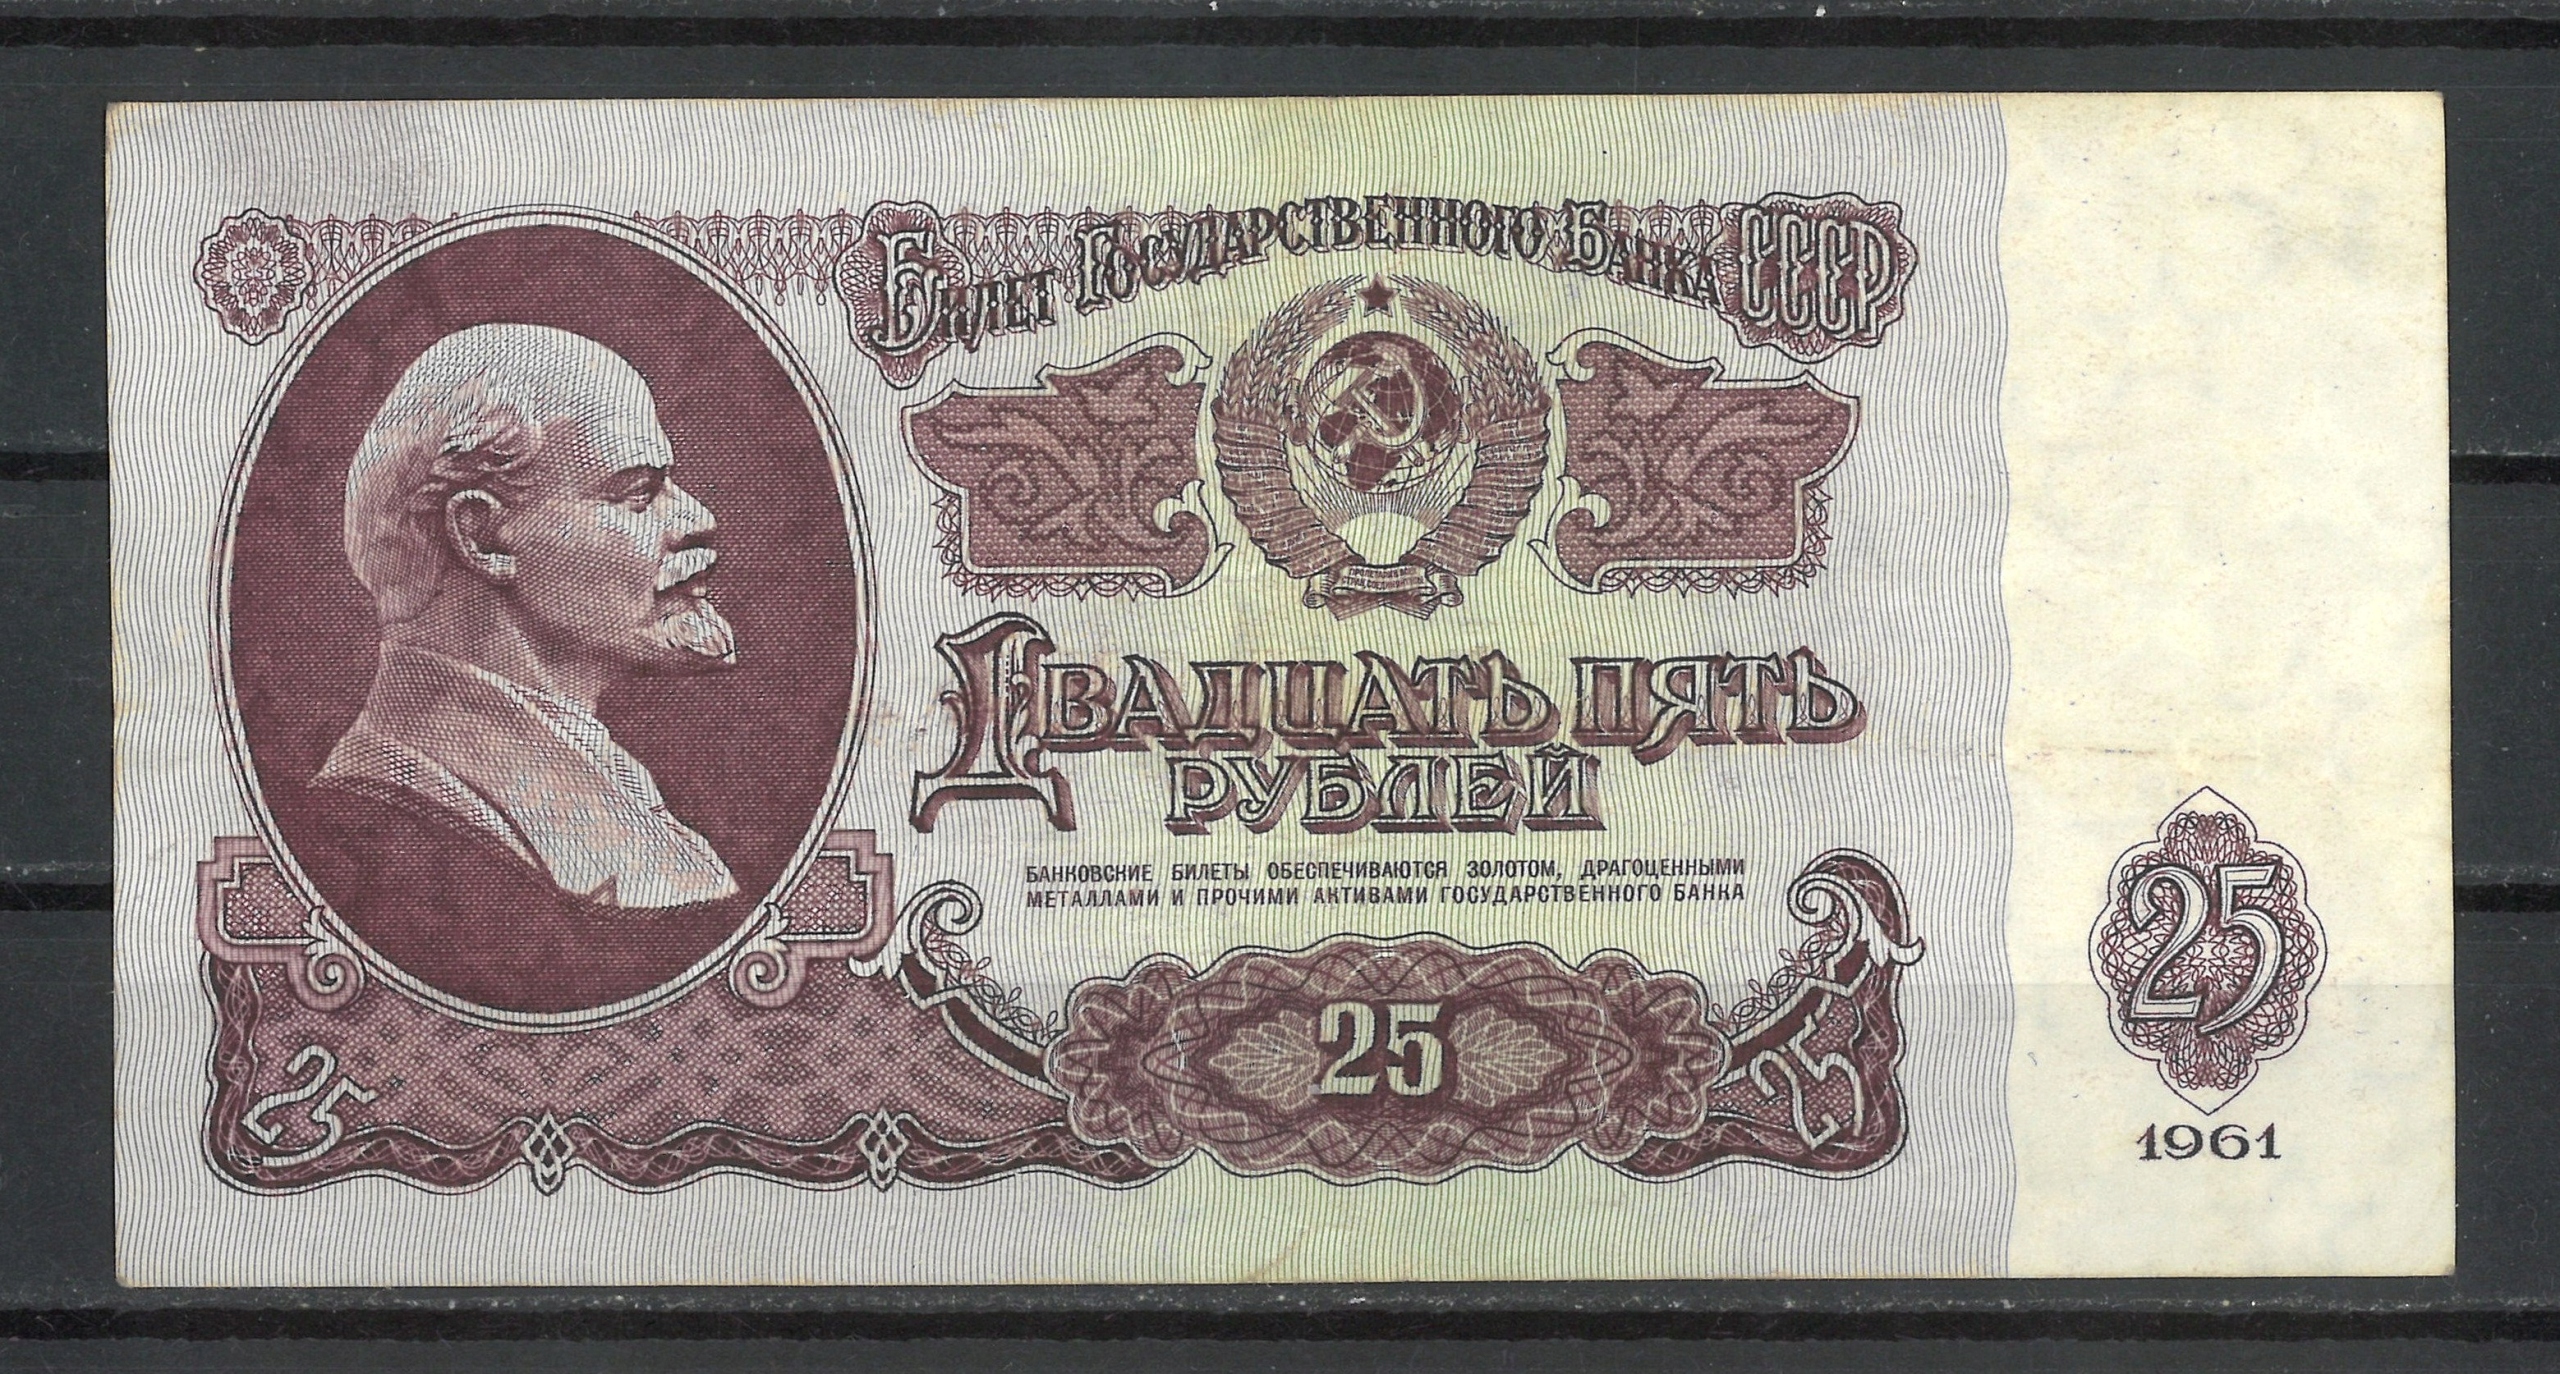 Билет Государственного Банка СССР
Двадцать пять
рублей
БАНКОВСКИЕ БИЛЕТЫ ОБЕСПЕЧИВАЮТСЯ ЗОЛОТОМ, ДРАГОЦЕННЫМИ
МЕТАЛЛАМИ И ПРОЧИМИ АКТИВАМИ ГОСУДАРСТВЕННОГО БАНКА
25
25
25
25
1961